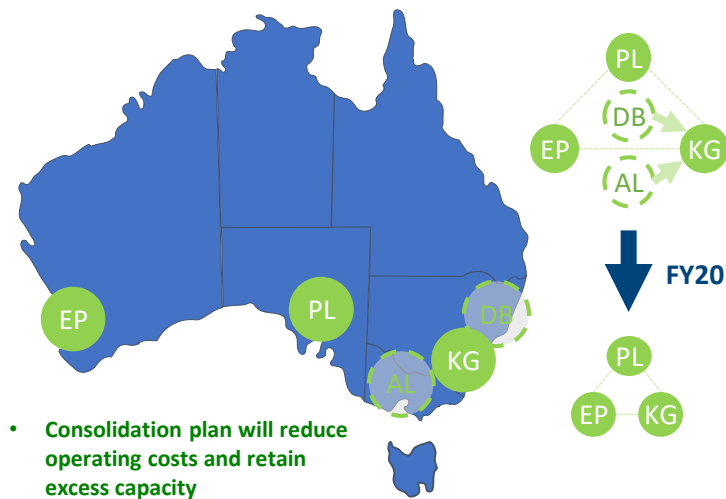 PL
DB
EP
KG
AL
FY20
EP
PL
DB
KG
AL
PL
EP
KG
• Consolidation plan will reduce
operating costs and retain
excess capacity